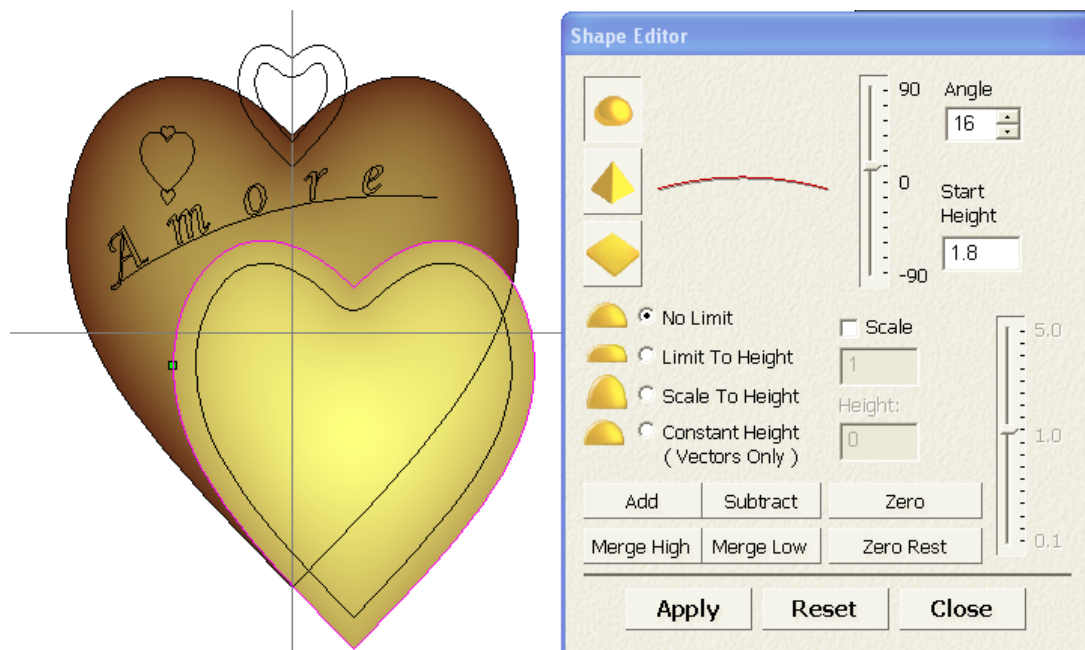 Amore
Shape Editor
90
0
-90
Angle
16
Start
Height
1.8
No Limit
Limit To Height
Scale To Height
Constant Height
( Vectors Only )
Scale
1
Height:
0
5.0
1.0
0.1
Add Subtract Zero
Merge High Merge Low Zero Rest
Apply Reset Close